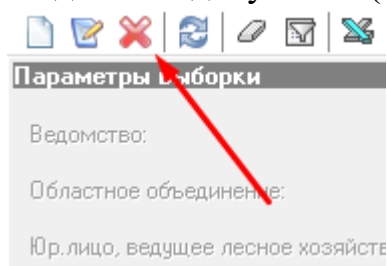 Параметры выборки
Ведомство:
Областное объединение:
Юр.лицо, ведущее лесное хозяйств